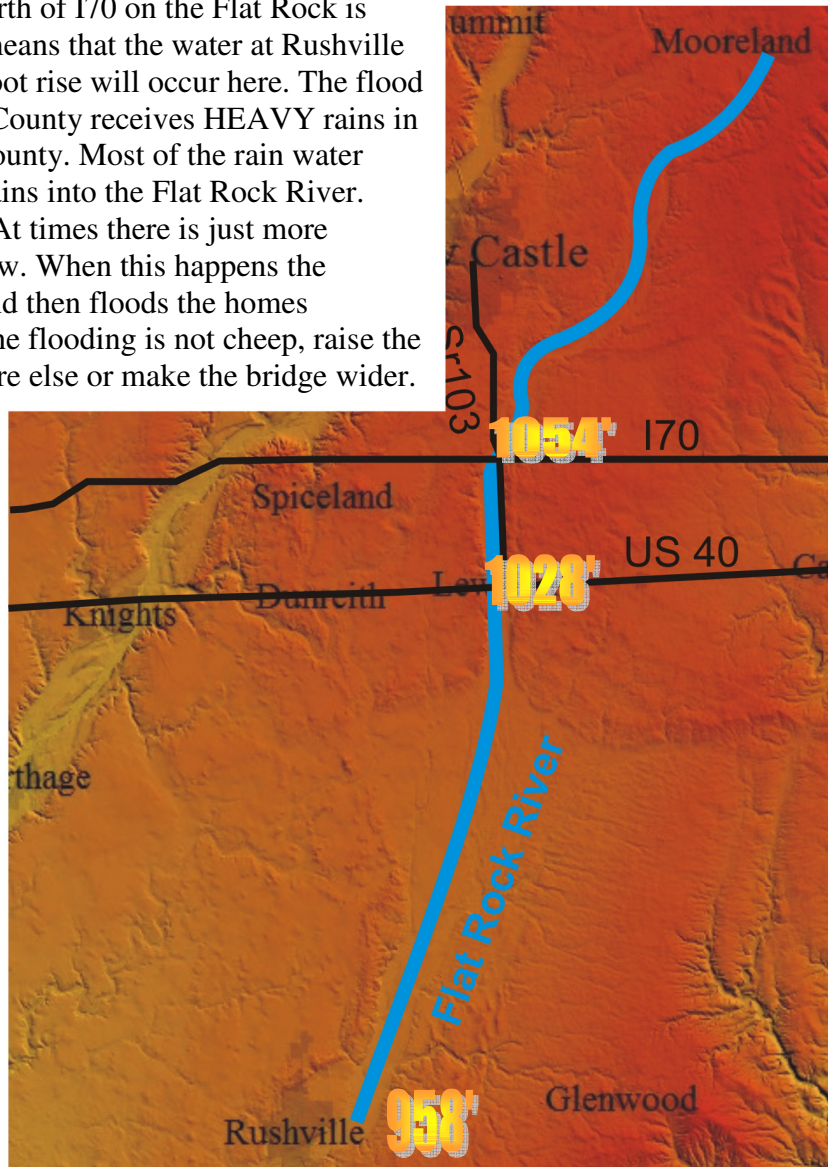 rth of I70 on the Flat Rock is
neans that the water at Rushville
oot rise will occur here. The flood
County receives HEAVY rains in
ounty. Most of the rain water
ins into the Flat Rock River.
At times there is just more
w. When this happens the
d then floods the homes
ne flooding is not cheep, raise the
re else or make the bridge wider.
ummit
Mooreland
Castle
Sr103
1054'
I70
Spiceland
US 40
1028'
Lew
Dunreith
Knights
Ca
rthage
Flat Rock River
Glenwood
958'
Rushville